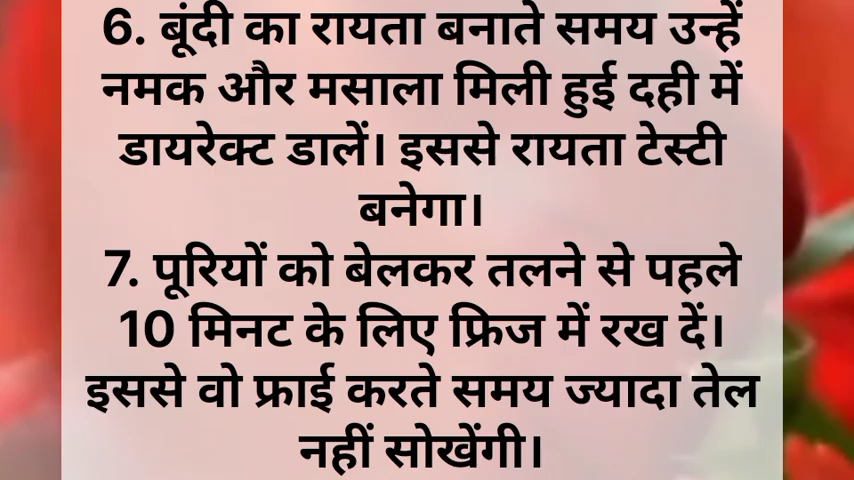 6. बूंदी का रायता बनाते समय उन्हें
नमक और मसाला मिली हुई दही में
डायरेक्ट डालें। इससे रायता टेस्टी
बनेगा।
7. पूरियों को बेलकर तलने से पहले
10 मिनट के लिए फ्रिज में रख दें।
इससे वो फ्राई करते समय ज्यादा तेल
नहीं सोखेंगी।